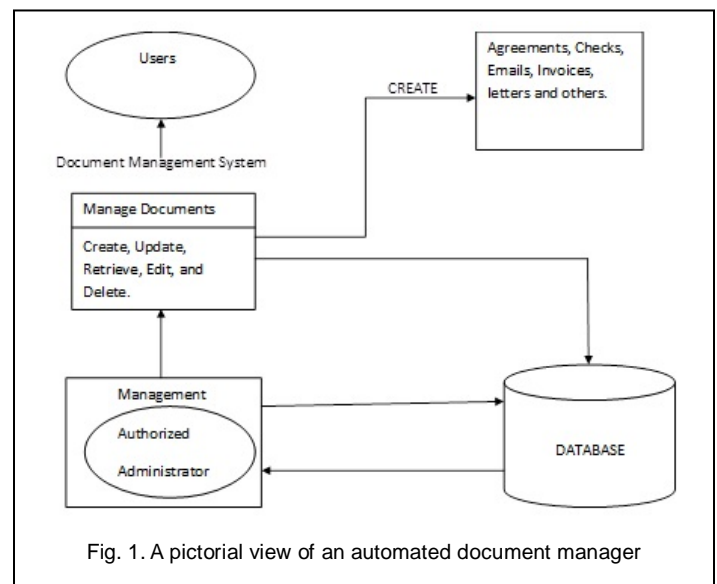 Users
Agreements, Checks,
Emails, Invoices,
letters and others.
CREATE
Document Management System
Manage Documents
Create, Update,
Retrieve, Edit, and
Delete.
Management
Authorized
Administrator
DATABASE
Fig. 1. A pictorial view of an automated document manager